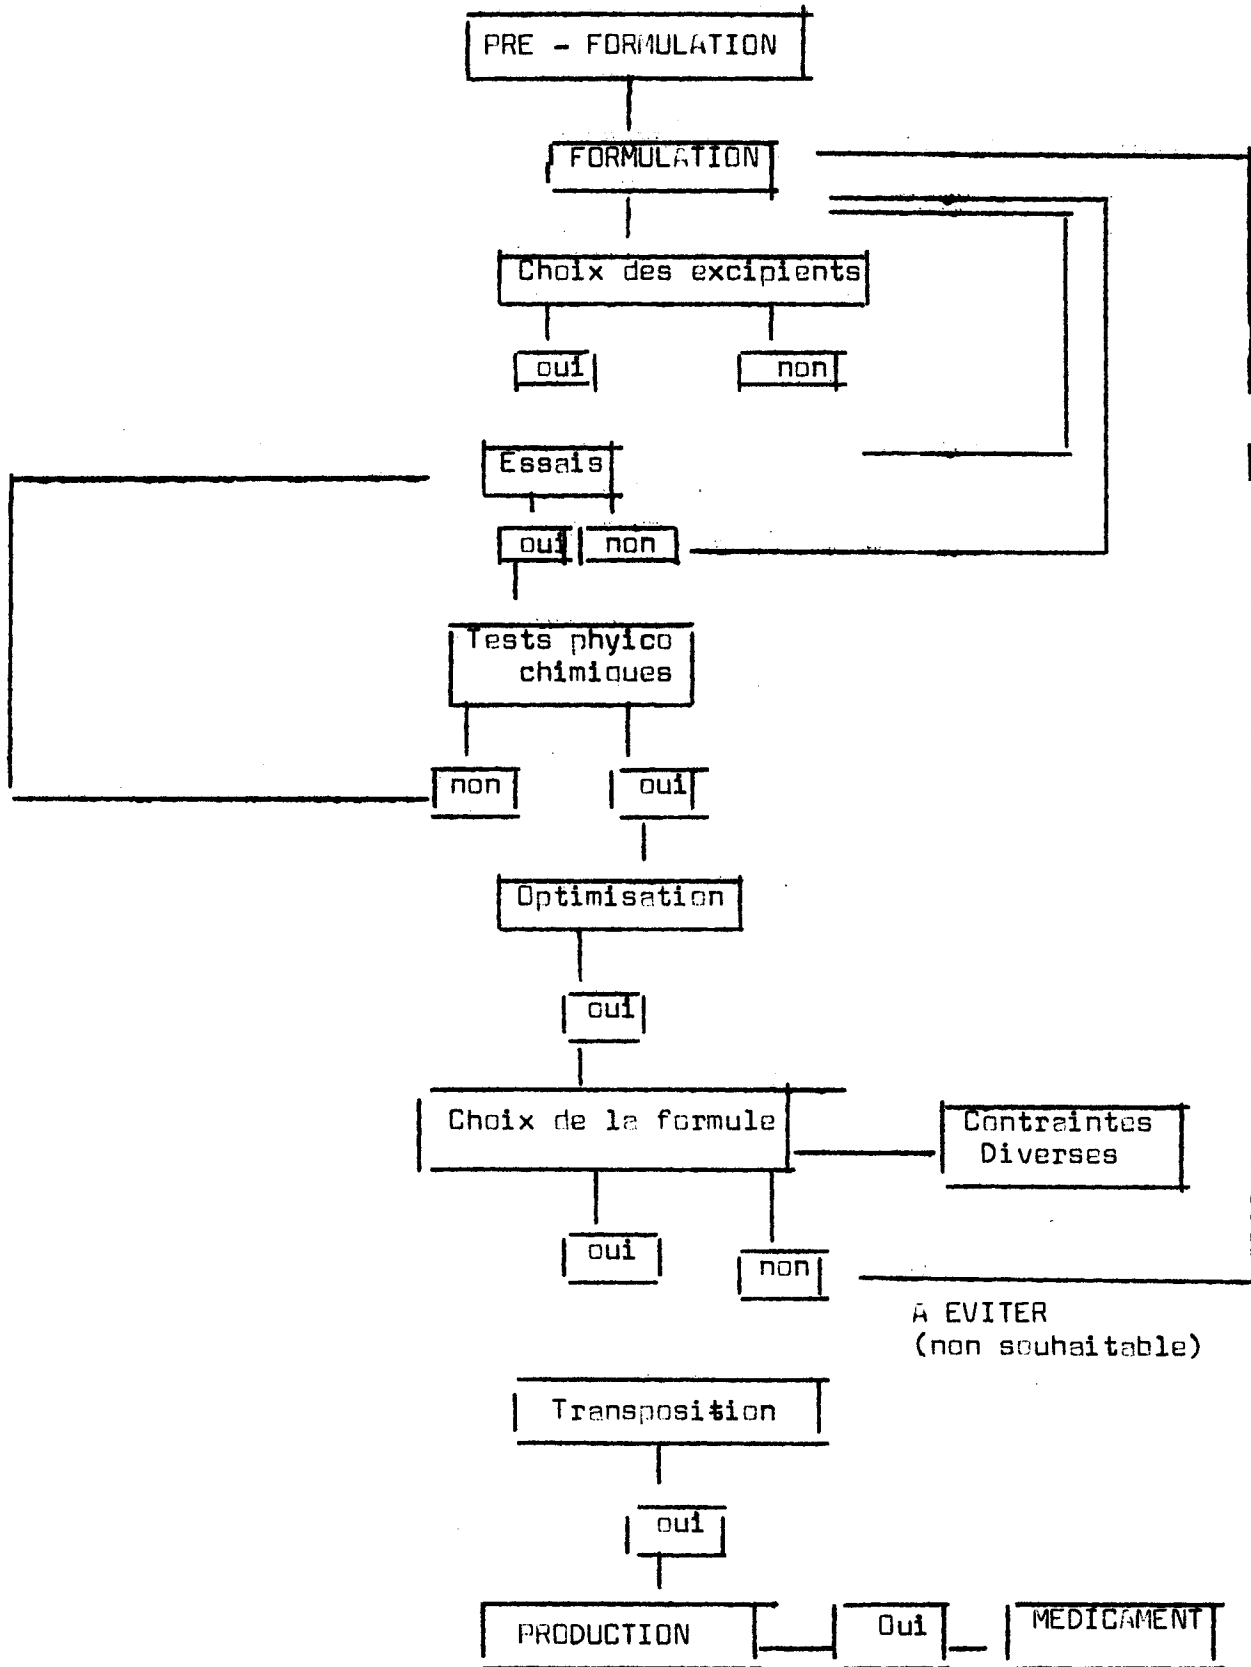 PRE - FORMULATION
FORMULATION
Choix des excipients
oui non
Essais
oui non
Tests phyico
chimiques
non oui
Optimisation
oui
Choix de la formule
Contraintes
Diverses
oui
non
A EVITER
(non souhaitable)
Transposition
oui
PRODUCTION Oui MEDICAMENT